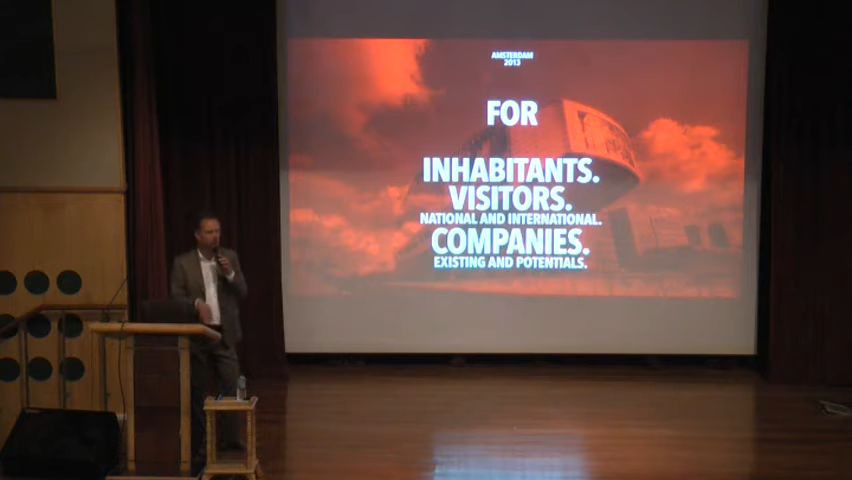 AMSTERDAM
2013
FOR
INHABITANTS.
VISITORS.
NATIONAL AND INTERNATIONAL.
COMPANIES.
EXISTING AND POTENTIALS.